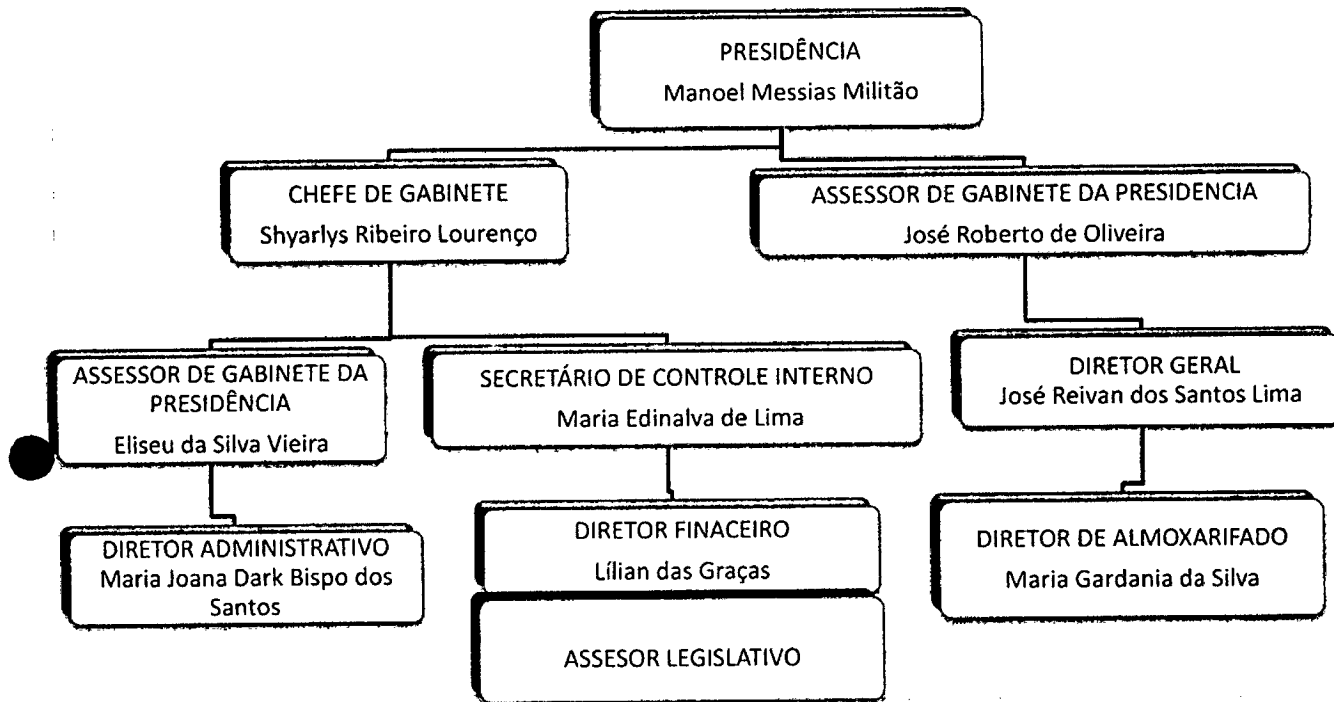 PRESIDÊNCIA
Manoel Messias Militão
CHEFE DE GABINETE
Shyarlys Ribeiro Lourenço
ASSESSOR DE GABINETE DA PRESIDENCIA
José Roberto de Oliveira
ASSESSOR DE GABINETE DA
PRESIDÊNCIA
Eliseu da Silva Vieira
SECRETÁRIO DE CONTROLE INTERNO
Maria Edinalva de Lima
DIRETOR GERAL
José Reivan dos Santos Lima
DIRETOR ADMINISTRATIVO
Maria Joana Dark Bispo dos
Santos
DIRETOR FINACEIRO
Lílian das Graças
DIRETOR DE ALMOXARIFADO
Maria Gardania da Silva
ASSESOR LEGISLATIVO